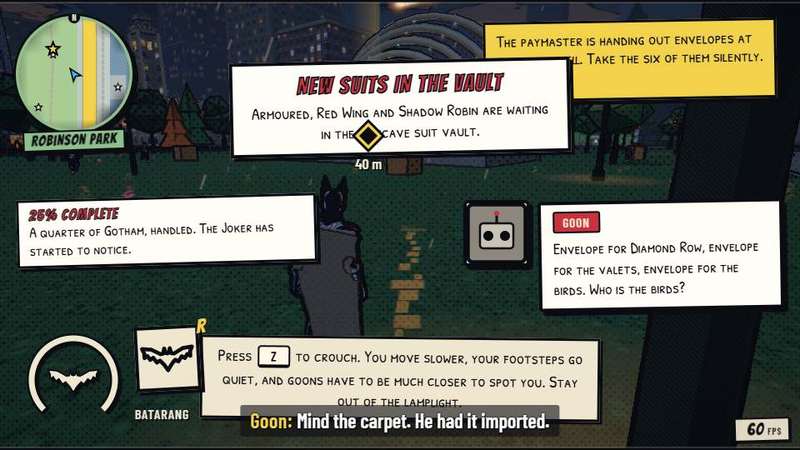 N
ROBINSON PARK
The paymaster is handing out envelopes at
Take the six of them silently.
NEW SUITS IN THE VAULT
Armoured, Red Wing and Shadow Robin are waiting
in the cave suit vault.
40 m
25% COMPLETE
A quarter of Gotham, handled. The Joker has
started to notice.
GOON
Envelope for Diamond Row, envelope
for the valets, envelope for the
birds. Who is the birds?
R
BATARANG
Press Z to crouch. You move slower, your footsteps go
quiet, and goons have to be much closer to spot you. Stay
out of the lamplight.
Goon: Mind the carpet. He had it imported.
60 FPS